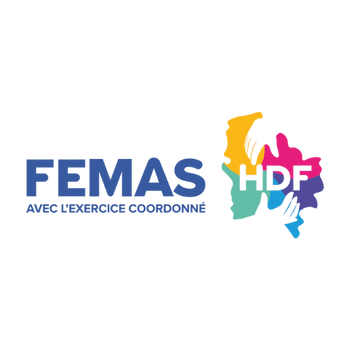 FEMAS
HDF
AVEC L'EXERCICE COORDONNÉ